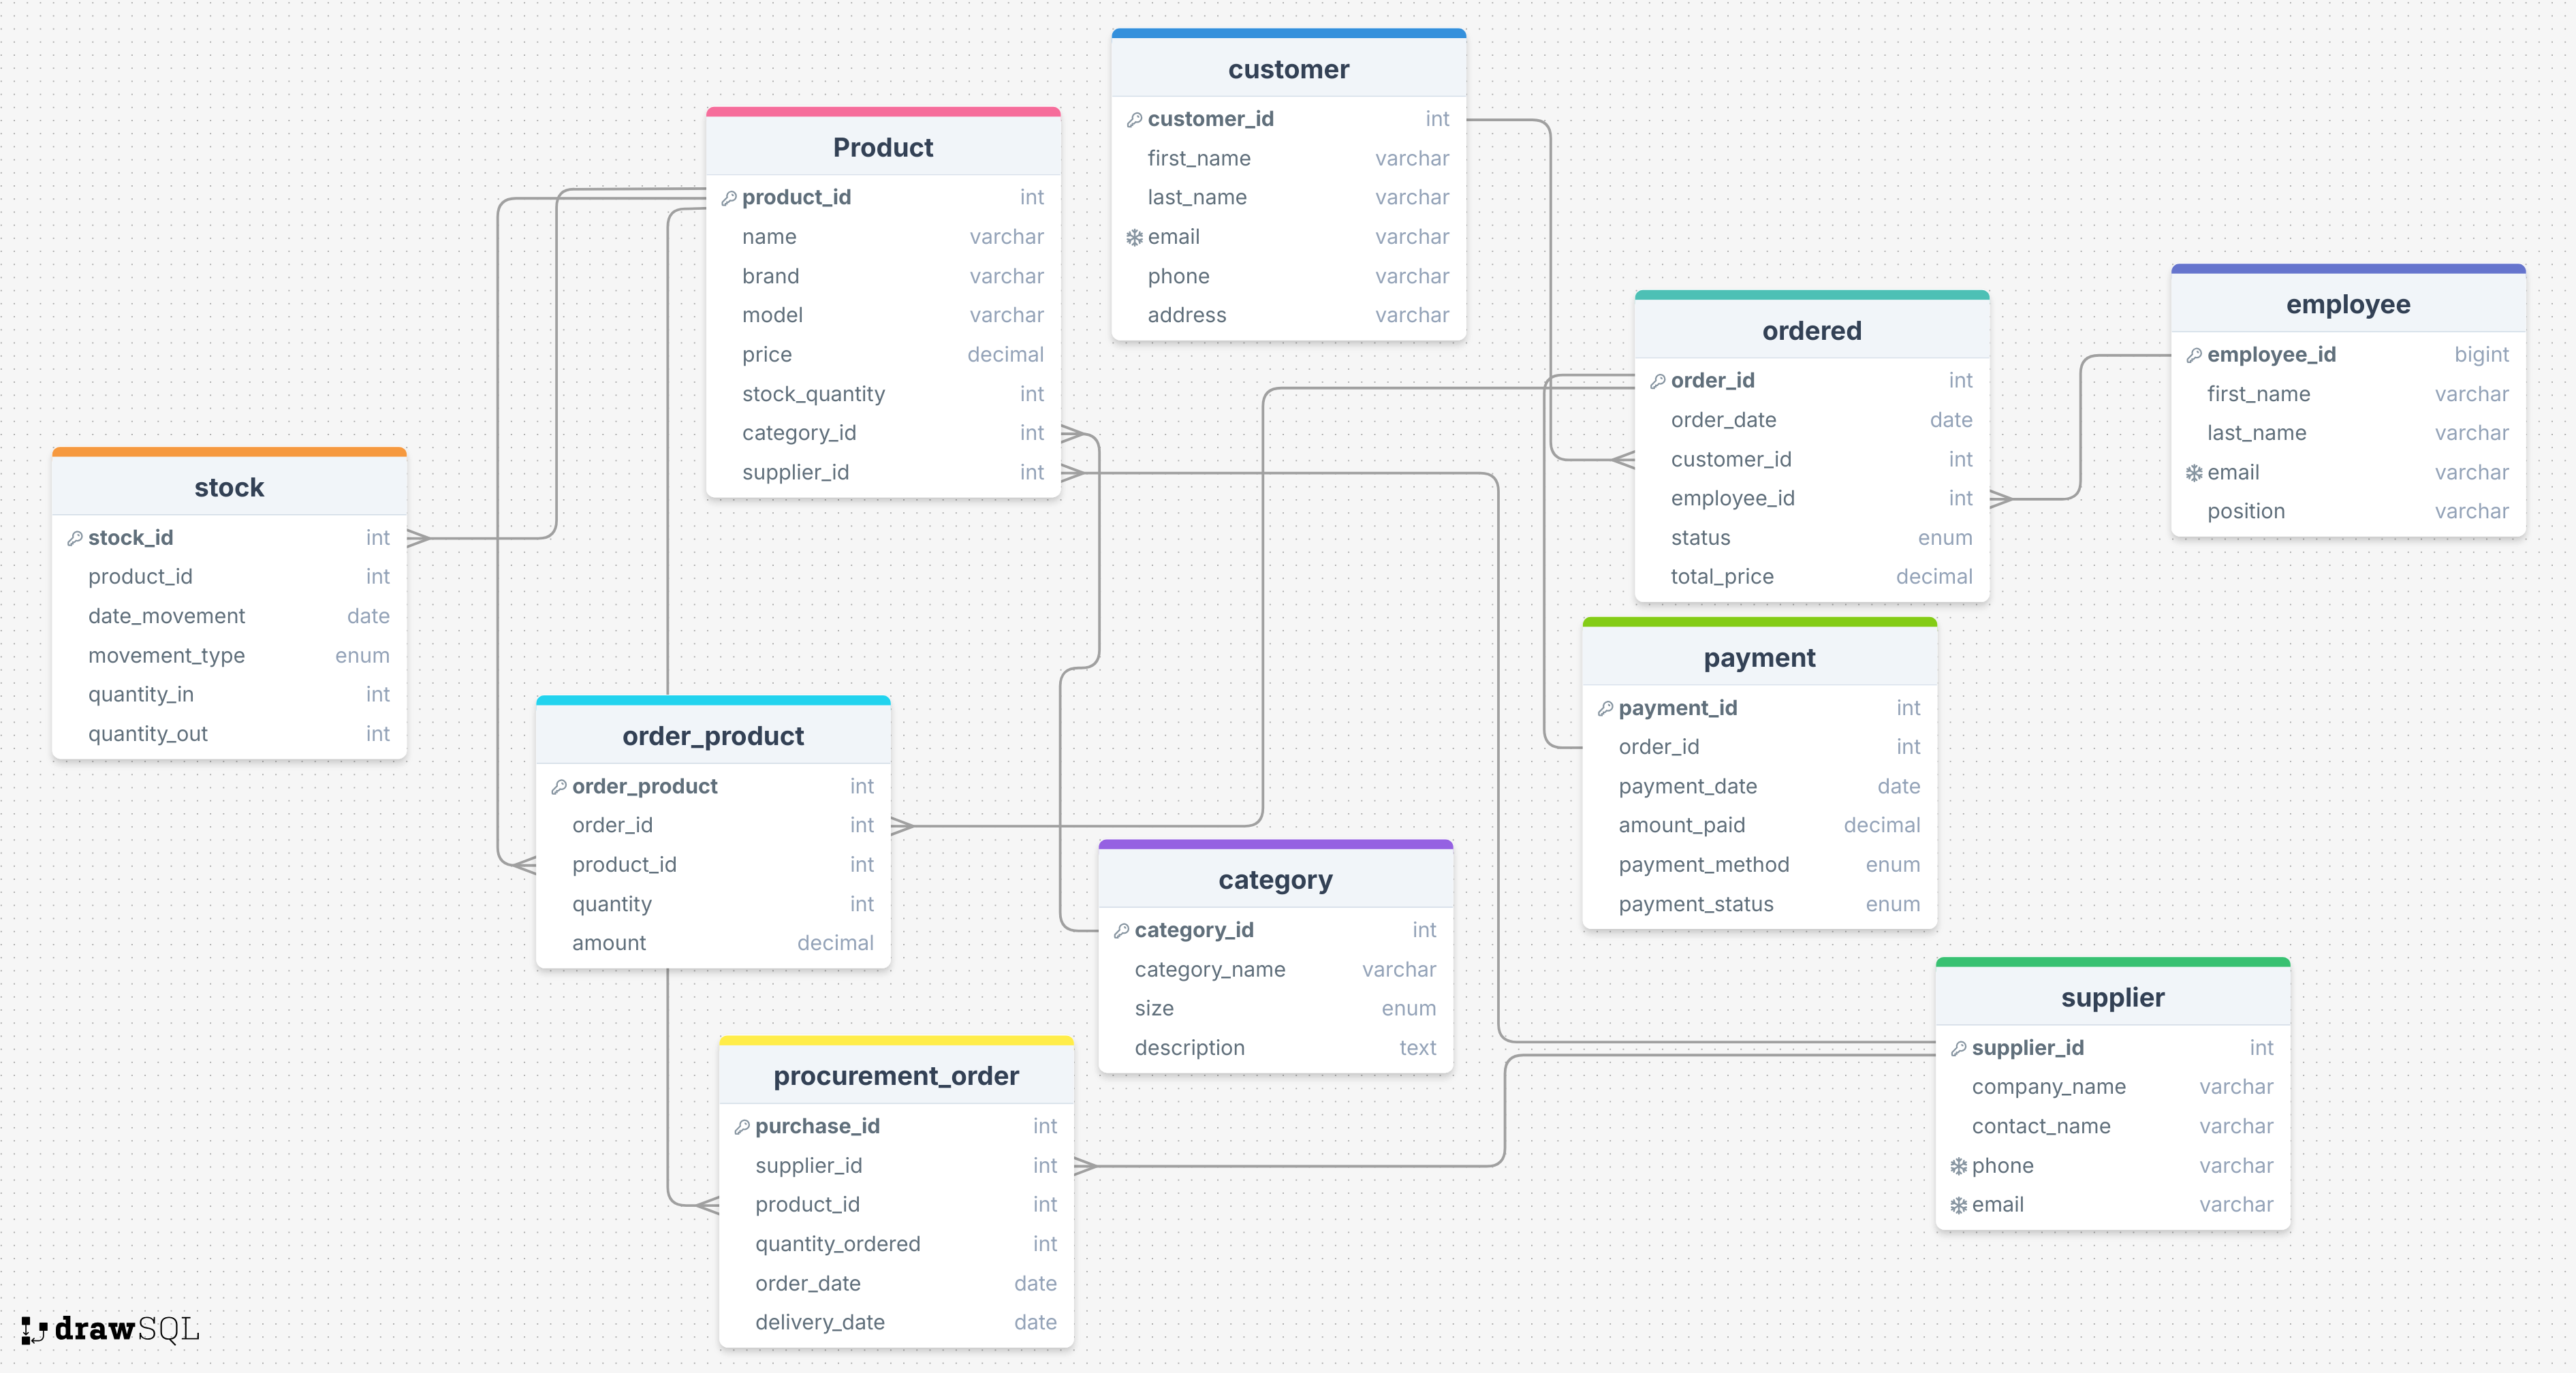 customer
customer_id int
first_name varchar
last_name varchar
email varchar
phone varchar
address varchar
Product
product_id int
name varchar
brand varchar
model varchar
price decimal
stock_quantity int
category_id int
supplier_id int
employee
employee_id bigint
first_name varchar
last_name varchar
email varchar
position varchar
ordered
order_id int
order_date date
customer_id int
employee_id int
status enum
total_price decimal
stock
stock_id int
product_id int
date_movement date
movement_type enum
quantity_in int
quantity_out int
payment
payment_id int
order_id int
payment_date date
amount_paid decimal
payment_method enum
payment_status enum
order_product
order_product int
order_id int
product_id int
quantity int
amount decimal
category
category_id int
category_name varchar
size enum
description text
supplier
supplier_id int
company_name varchar
contact_name varchar
phone varchar
email varchar
procurement_order
purchase_id int
supplier_id int
product_id int
quantity_ordered int
order_date date
delivery_date date
drawSQL